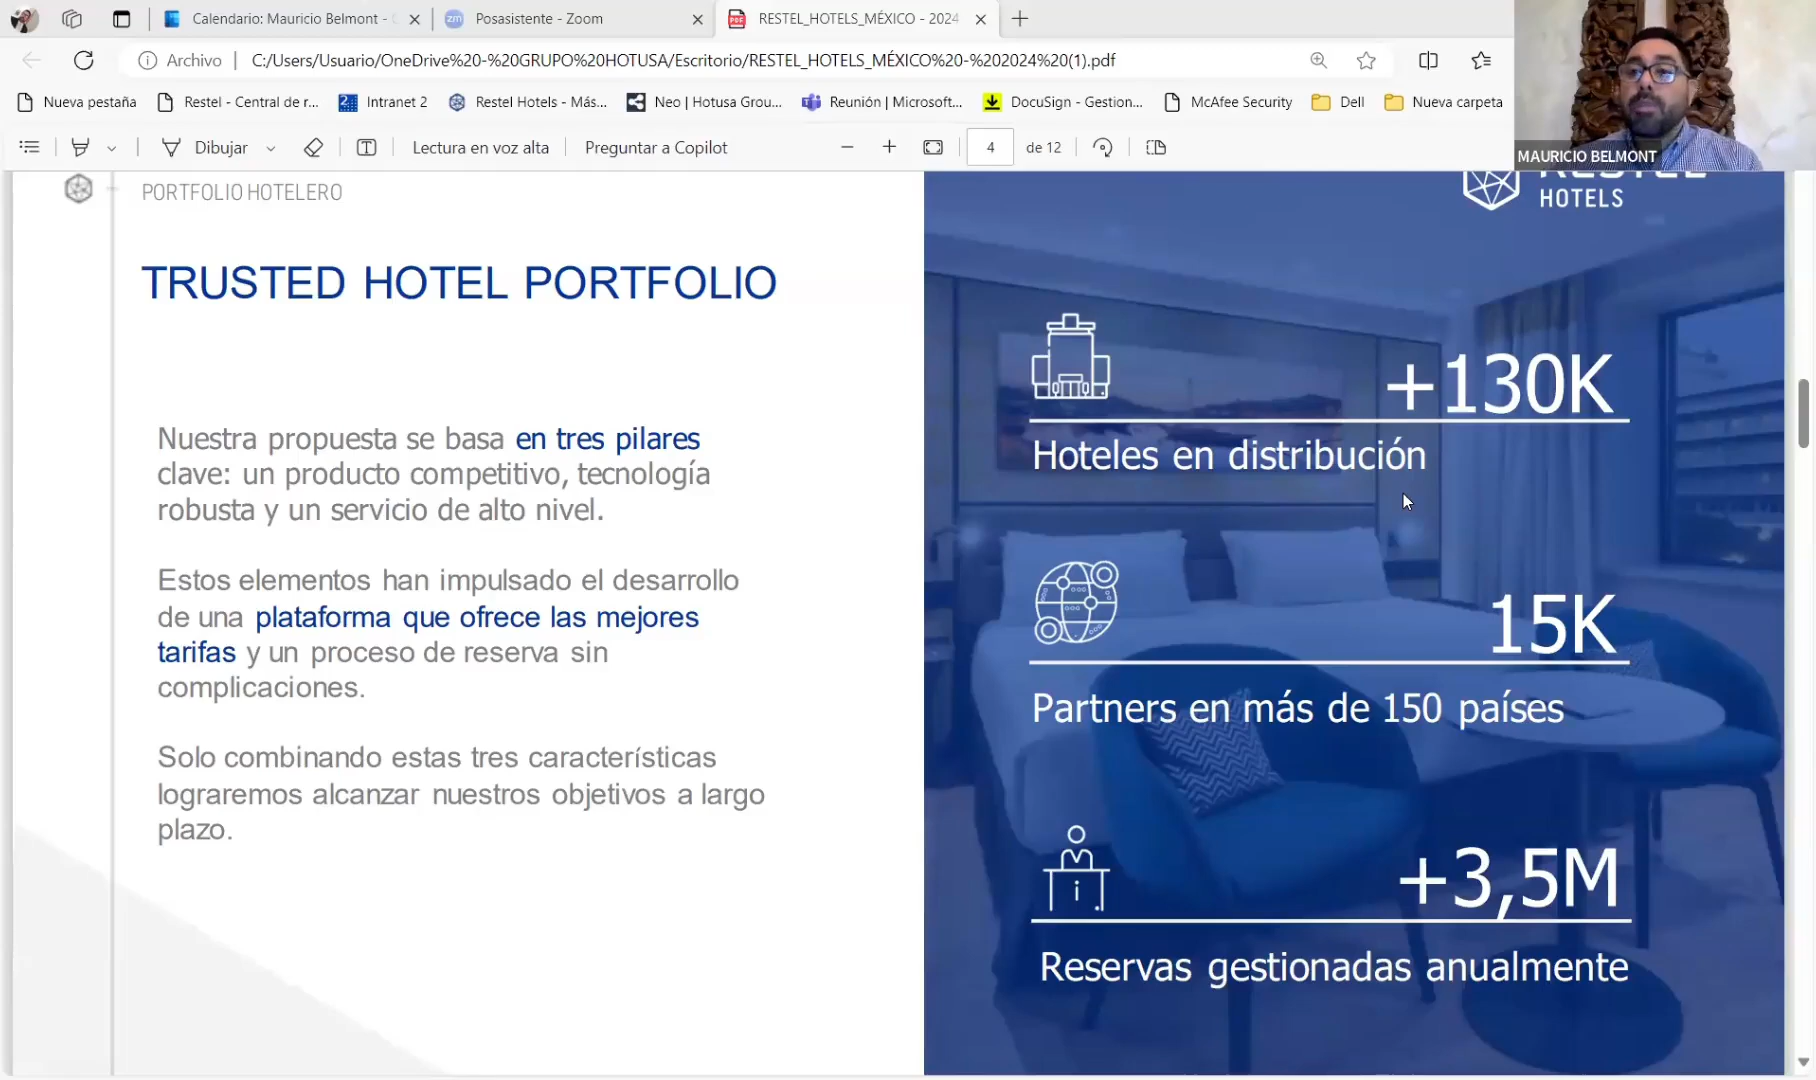 Calendario: Mauricio Belmont -
Posasistente - Zoom
RESTEL_HOTELS_MÉXICO - 2024
Archivo
C:/Users/Usuario/OneDrive%20-%20GRUPO%20HOTUSA/Escritorio/RESTEL_HOTELS_MÉXICO%20-%202024%20(1).pdf
Nueva pestaña
Restel - Central de r...
Intranet 2
Restel Hotels - Más...
Neo | Hotusa Grou...
Reunión | Microsoft...
DocuSign - Gestion...
McAfee Security
Dell
Nueva carpeta
Dibujar
Lectura en voz alta
Preguntar a Copilot
4
de 12
MAURICIO BELMONT
PORTFOLIO HOTELERO
TRUSTED HOTEL PORTFOLIO
Nuestra propuesta se basa en tres pilares
clave: un producto competitivo, tecnología
robusta y un servicio de alto nivel.
Estos elementos han impulsado el desarrollo
de una plataforma que ofrece las mejores
tarifas y un proceso de reserva sin
complicaciones.
Solo combinando estas tres características
lograremos alcanzar nuestros objetivos a largo
plazo.
RESTEL
HOTELS
+130K
Hoteles en distribución
15K
Partners en más de 150 países
+3,5M
Reservas gestionadas anualmente